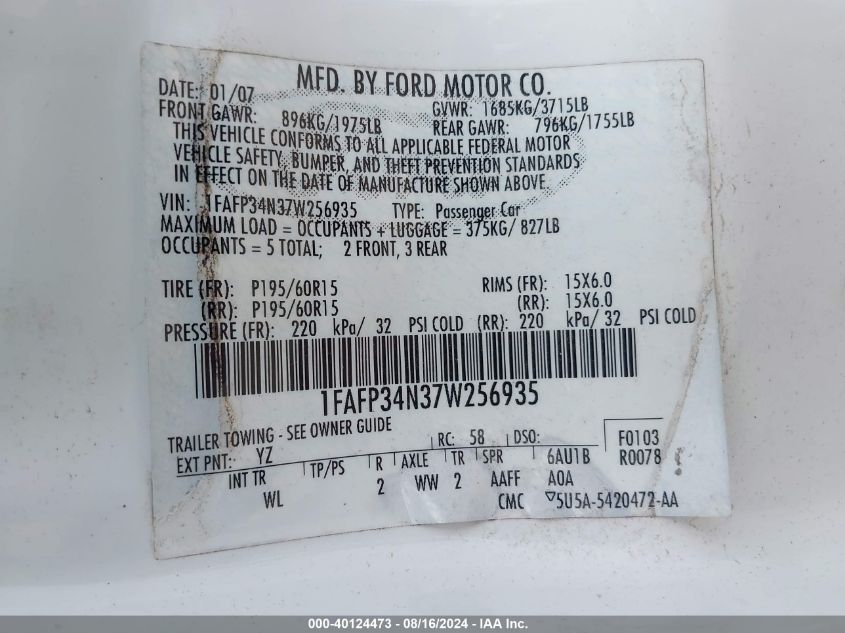 MFD. BY FORD MOTOR CO.
DATE: 01/07 GVWR: 1685KG/3715LB
FRONT GAWR: 896KG/1975LB REAR GAWR: 796KG/1755LB
THIS VEHICLE CONFORMS TO ALL APPLICABLE FEDERAL MOTOR
VEHICLE SAFETY, BUMPER, AND THEFT PREVENTION STANDARDS
IN EFFECT ON THE DATE OF MANUFACTURE SHOWN ABOVE.
VIN: 1FAFP34N37W256935 TYPE: Passenger Car
MAXIMUM LOAD = OCCUPANTS + LUGGAGE = 375KG/ 827LB
OCCUPANTS = 5 TOTAL; 2 FRONT, 3 REAR
TIRE (FR): P195/60R15 RIMS (FR): 15X6.0
(RR): P195/60R15 (RR): 15X6.0
PRESSURE (FR): 220 kPa/ 32 PSI COLD (RR): 220 kPa/ 32 PSI COLD
1FAFP34N37W256935
TRAILER TOWING - SEE OWNER GUIDE
RC: 58 DSO: F0103
EXT PNT: YZ R0078
INT TR TP/PS R AXLE TR SPR 6AU1B
WL 2 WW 2 AAFF AOA
CMC 5U5A-5420472-AA
000-40124473 - 08/16/2024 - IAA Inc.